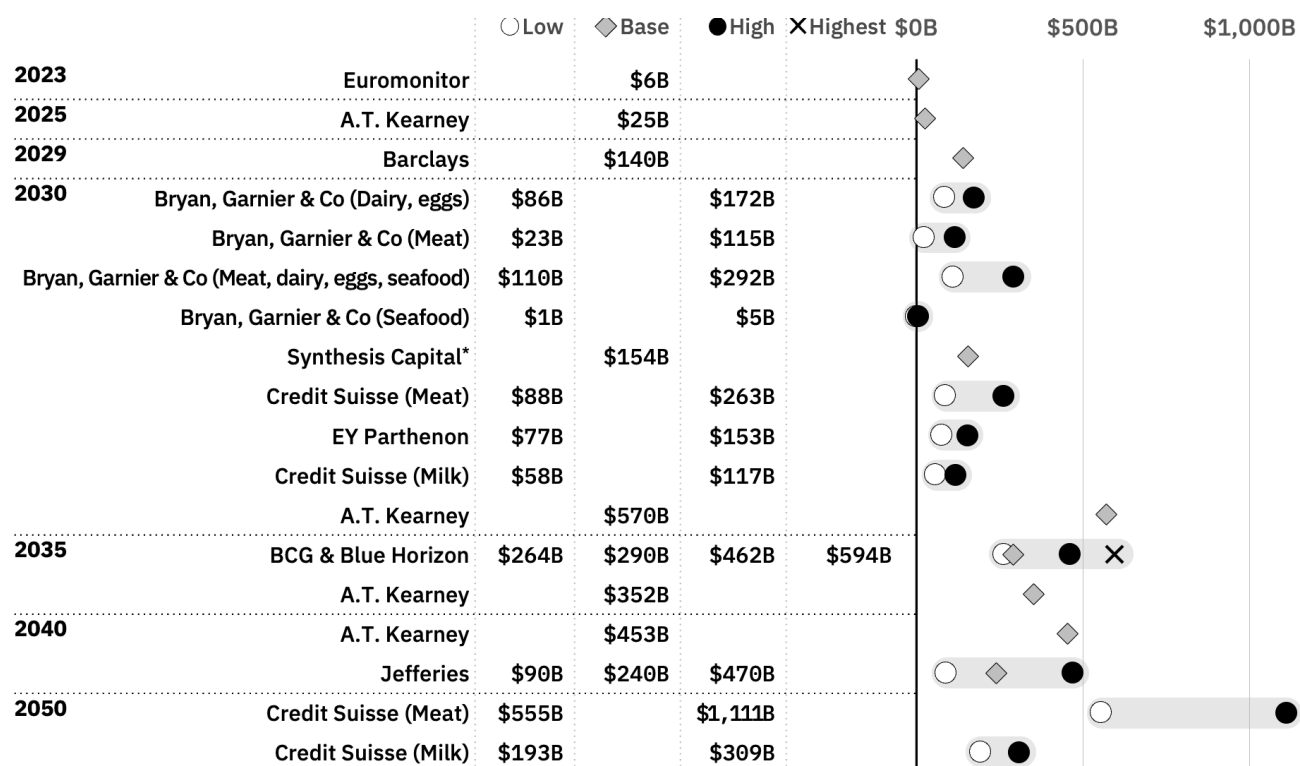 Low Base High Highest $0B $500B $1,000B
2023 Euromonitor $6B
2025 A.T. Kearney $25B
2029 Barclays $140B
2030 Bryan, Garnier & Co (Dairy, eggs) $86B $172B
Bryan, Garnier & Co (Meat) $23B $115B
Bryan, Garnier & Co (Meat, dairy, eggs, seafood) $110B $292B
Bryan, Garnier & Co (Seafood) $1B $5B
Synthesis Capital* $154B
Credit Suisse (Meat) $88B $263B
EY Parthenon $77B $153B
Credit Suisse (Milk) $58B $117B
A.T. Kearney $570B
2035 BCG & Blue Horizon $264B $290B $462B $594B
A.T. Kearney $352B
2040 A.T. Kearney $453B
Jefferies $90B $240B $470B
2050 Credit Suisse (Meat) $555B $1,111B
Credit Suisse (Milk) $193B $309B